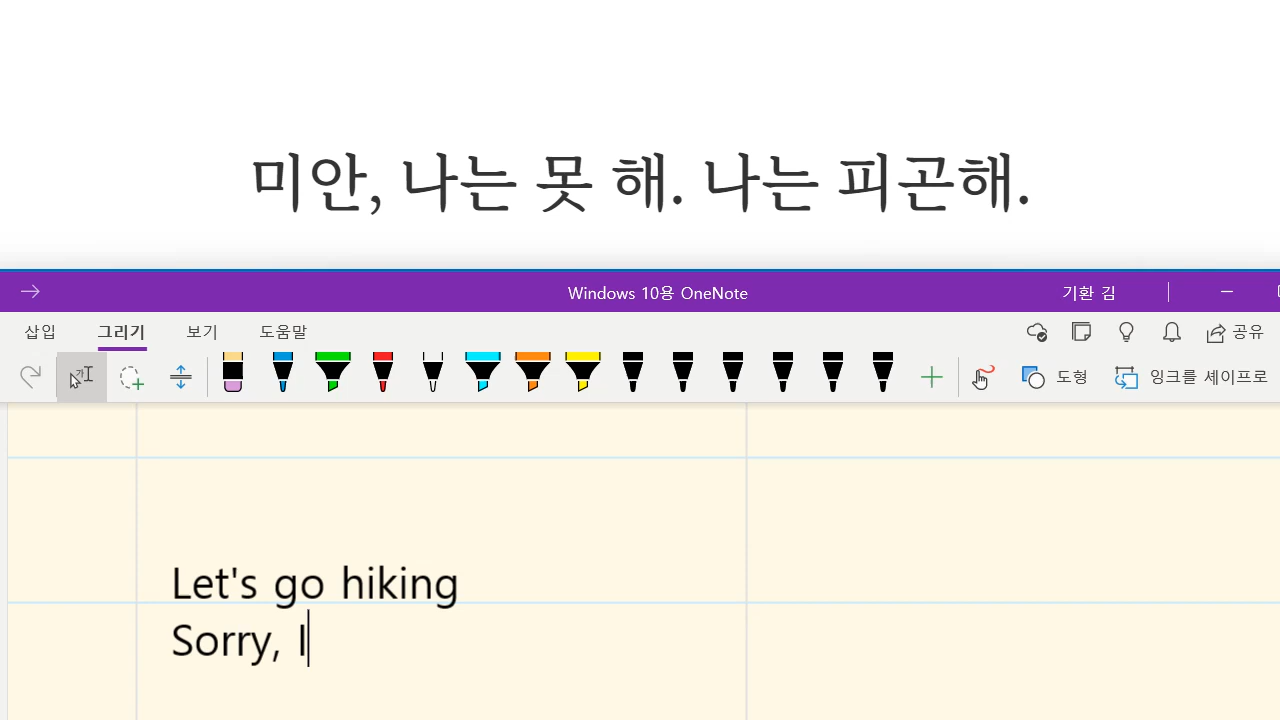 미안, 나는 못 해. 나는 피곤해.
Windows 10용 OneNote
기환 김
삽입
그리기
보기
도움말
공유
가
도형
잉크를 셰이프로
Let's go hiking
Sorry, I